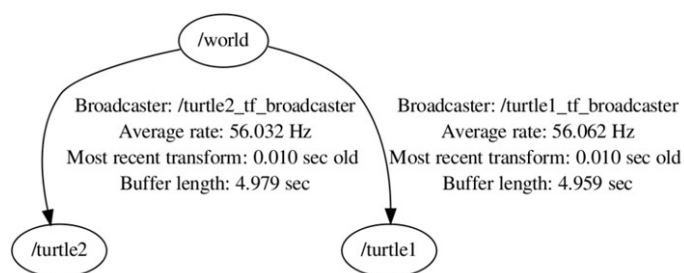 /world
Broadcaster: /turtle2_tf_broadcaster
Average rate: 56.032 Hz
Most recent transform: 0.010 sec old
Buffer length: 4.979 sec
Broadcaster: /turtle1_tf_broadcaster
Average rate: 56.062 Hz
Most recent transform: 0.010 sec old
Buffer length: 4.959 sec
/turtle2
/turtle1